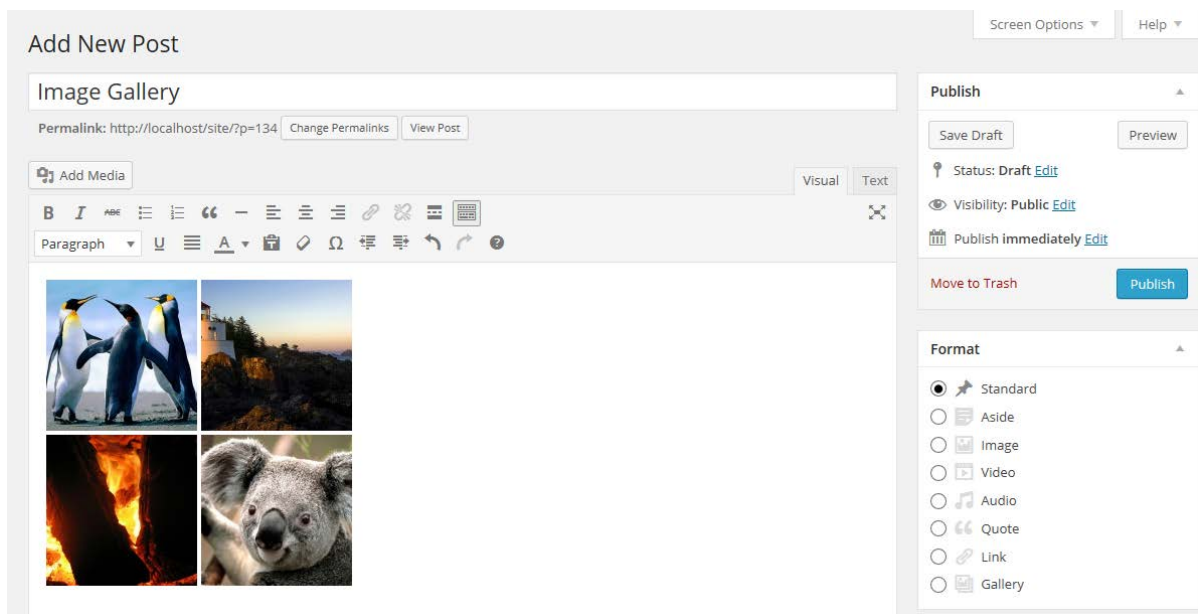 Screen Options Help
Add New Post
Image Gallery
Permalink: http://localhost/site/?p=134 Change Permalinks View Post
Add Media
Visual Text
B I ABE
Paragraph U A Ω
Publish
Save Draft Preview
Status: Draft Edit
Visibility: Public Edit
Publish immediately Edit
Move to Trash Publish
Format
Standard
Aside
Image
Video
Audio
Quote
Link
Gallery